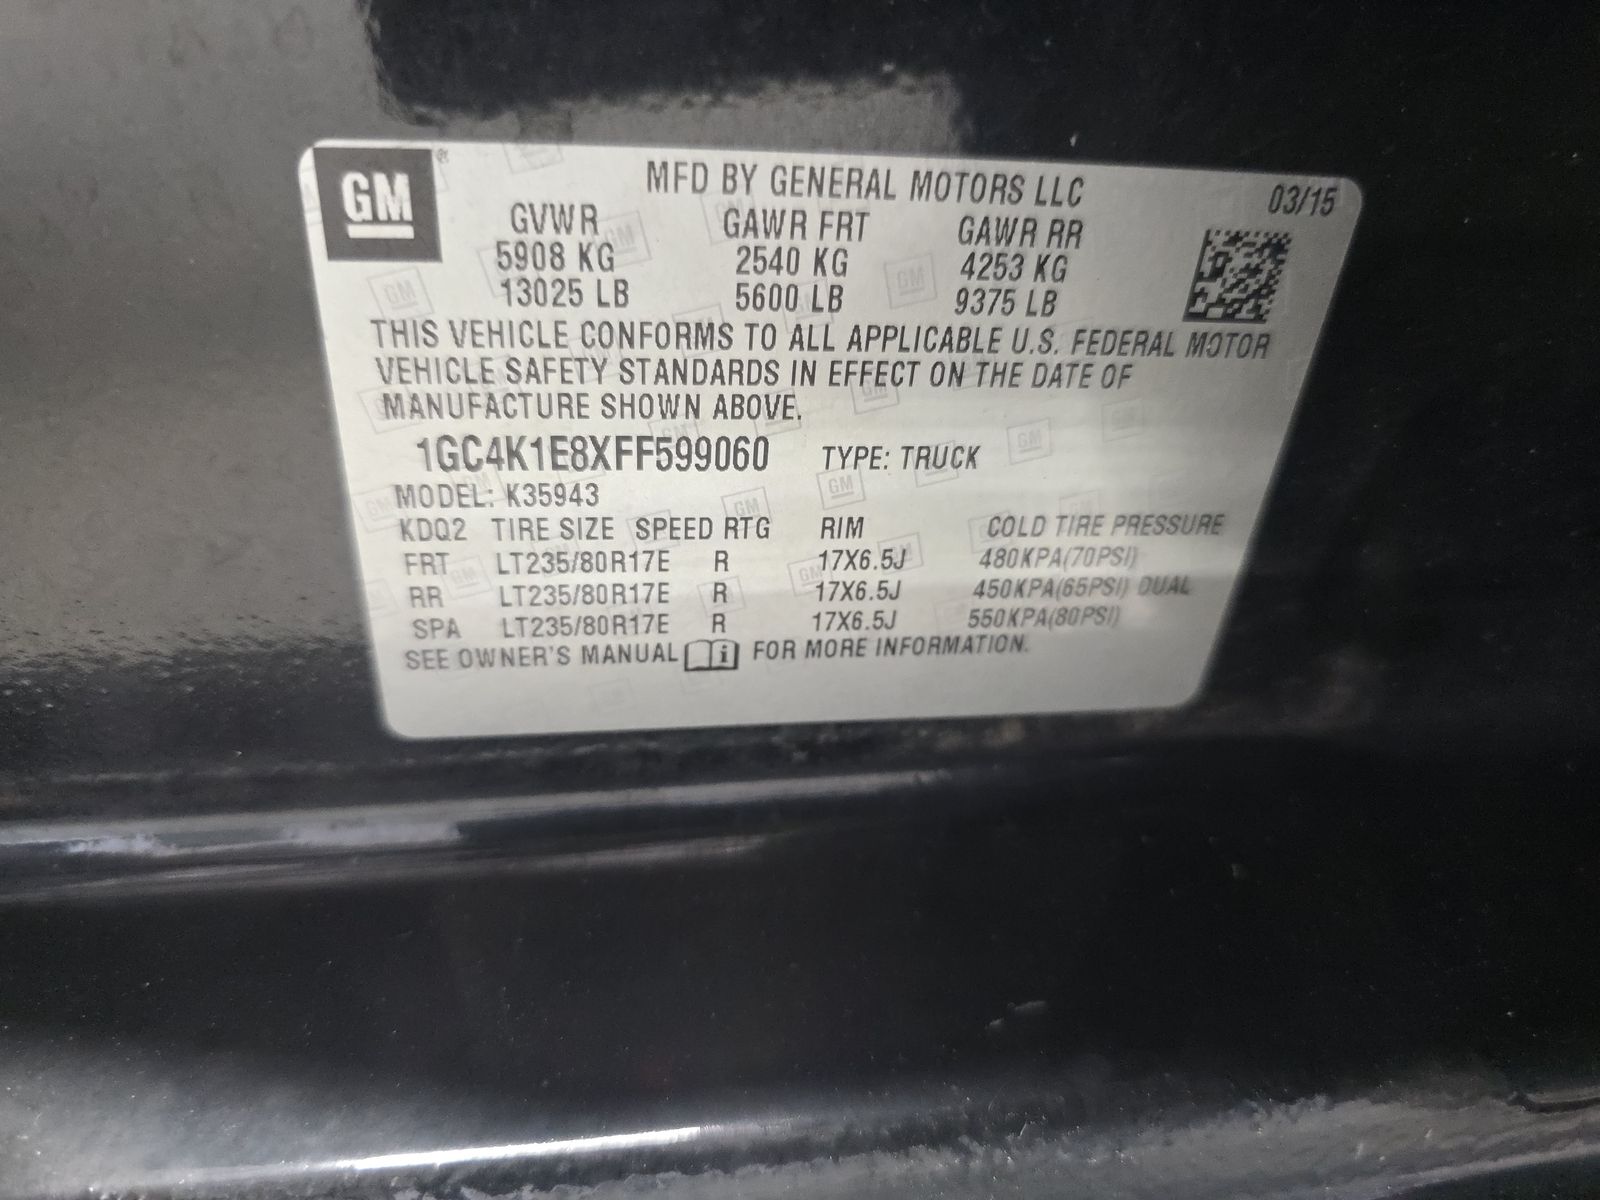 GM ®
MFD BY GENERAL MOTORS LLC 03/15
GVWR GAWR FRT GAWR RR
5908 KG 2540 KG 4253 KG
13025 LB 5600 LB 9375 LB
THIS VEHICLE CONFORMS TO ALL APPLICABLE U.S. FEDERAL MOTOR
VEHICLE SAFETY STANDARDS IN EFFECT ON THE DATE OF
MANUFACTURE SHOWN ABOVE.
1GC4K1E8XFF599060 TYPE: TRUCK
MODEL: K35943
KDQ2 TIRE SIZE SPEED RTG RIM COLD TIRE PRESSURE
FRT LT235/80R17E R 17X6.5J 480KPA(70PSI)
RR LT235/80R17E R 17X6.5J 450KPA(65PSI) DUAL
SPA LT235/80R17E R 17X6.5J 550KPA(80PSI)
SEE OWNER'S MANUAL i FOR MORE INFORMATION.